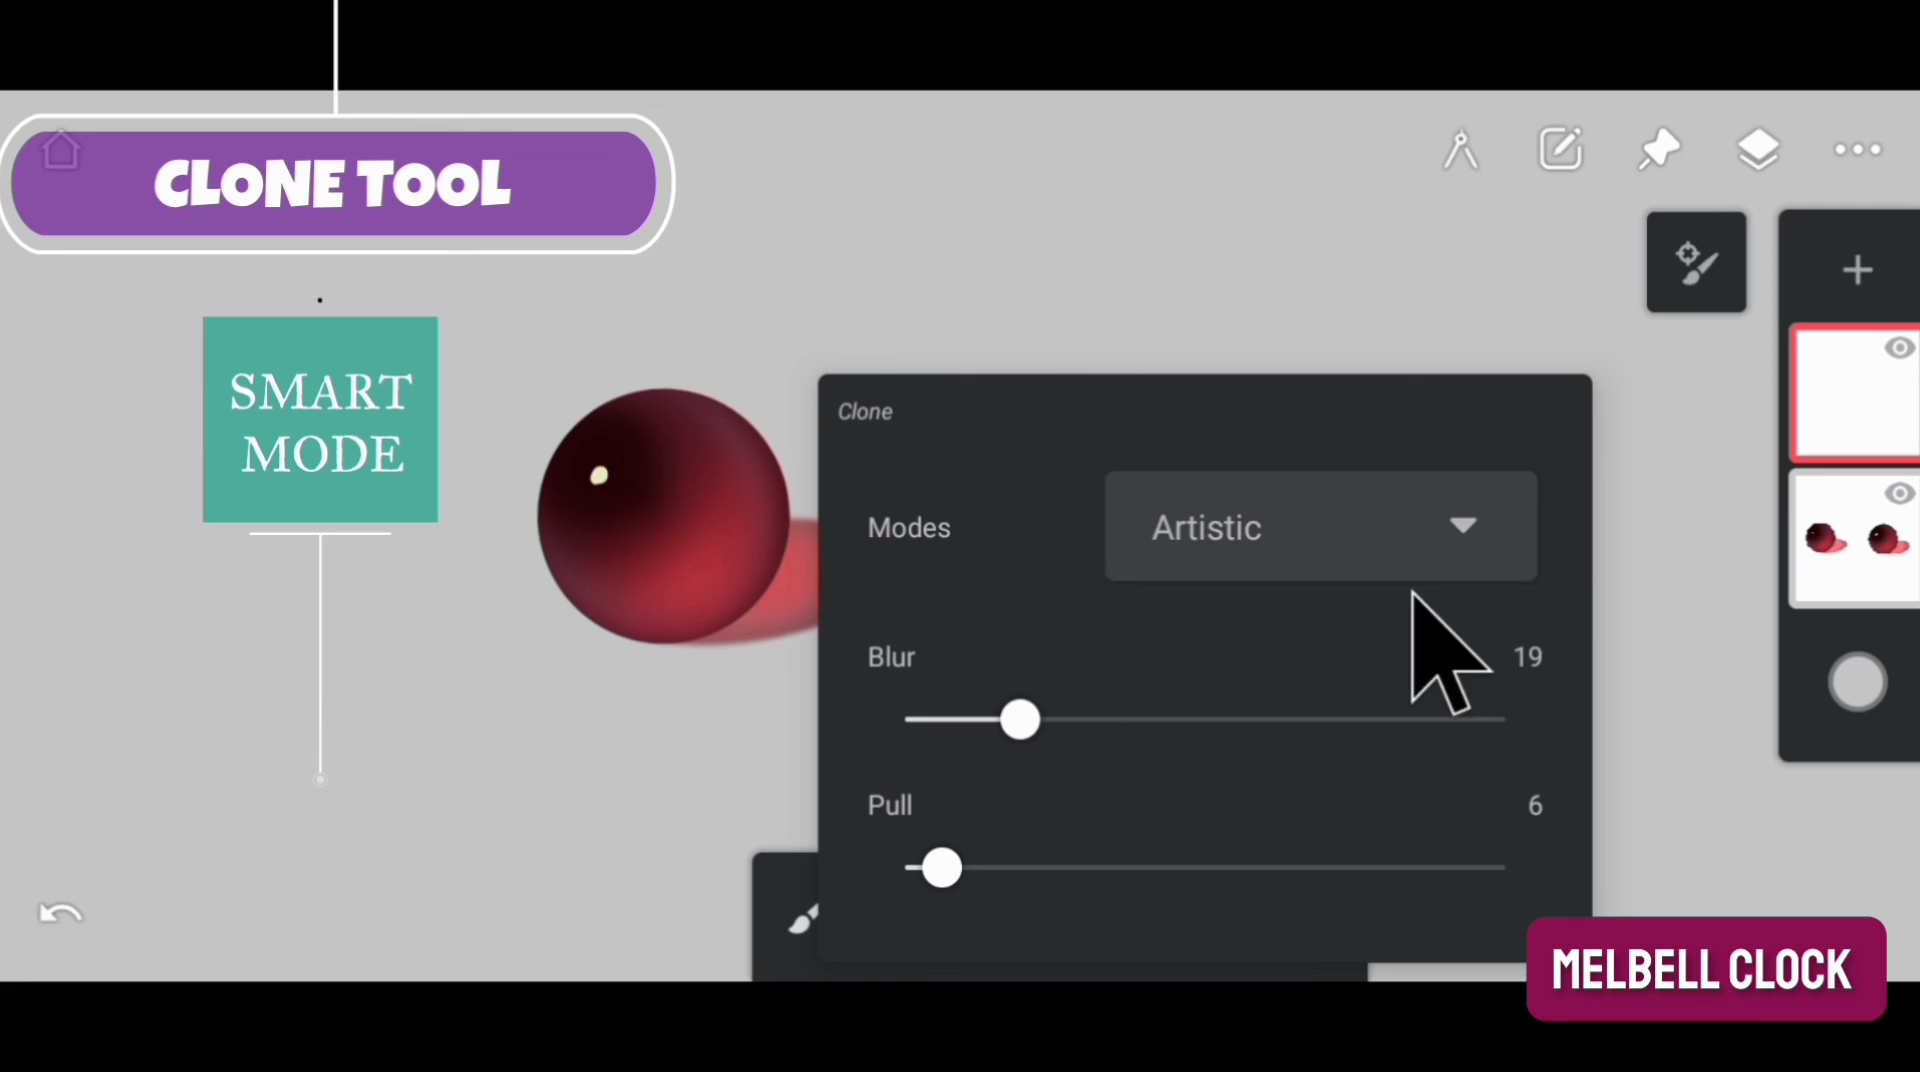 CLONE TOOL
SMART
MODE
Clone
Modes
Artistic
Blur
19
Pull
6
MELBELL CLOCK